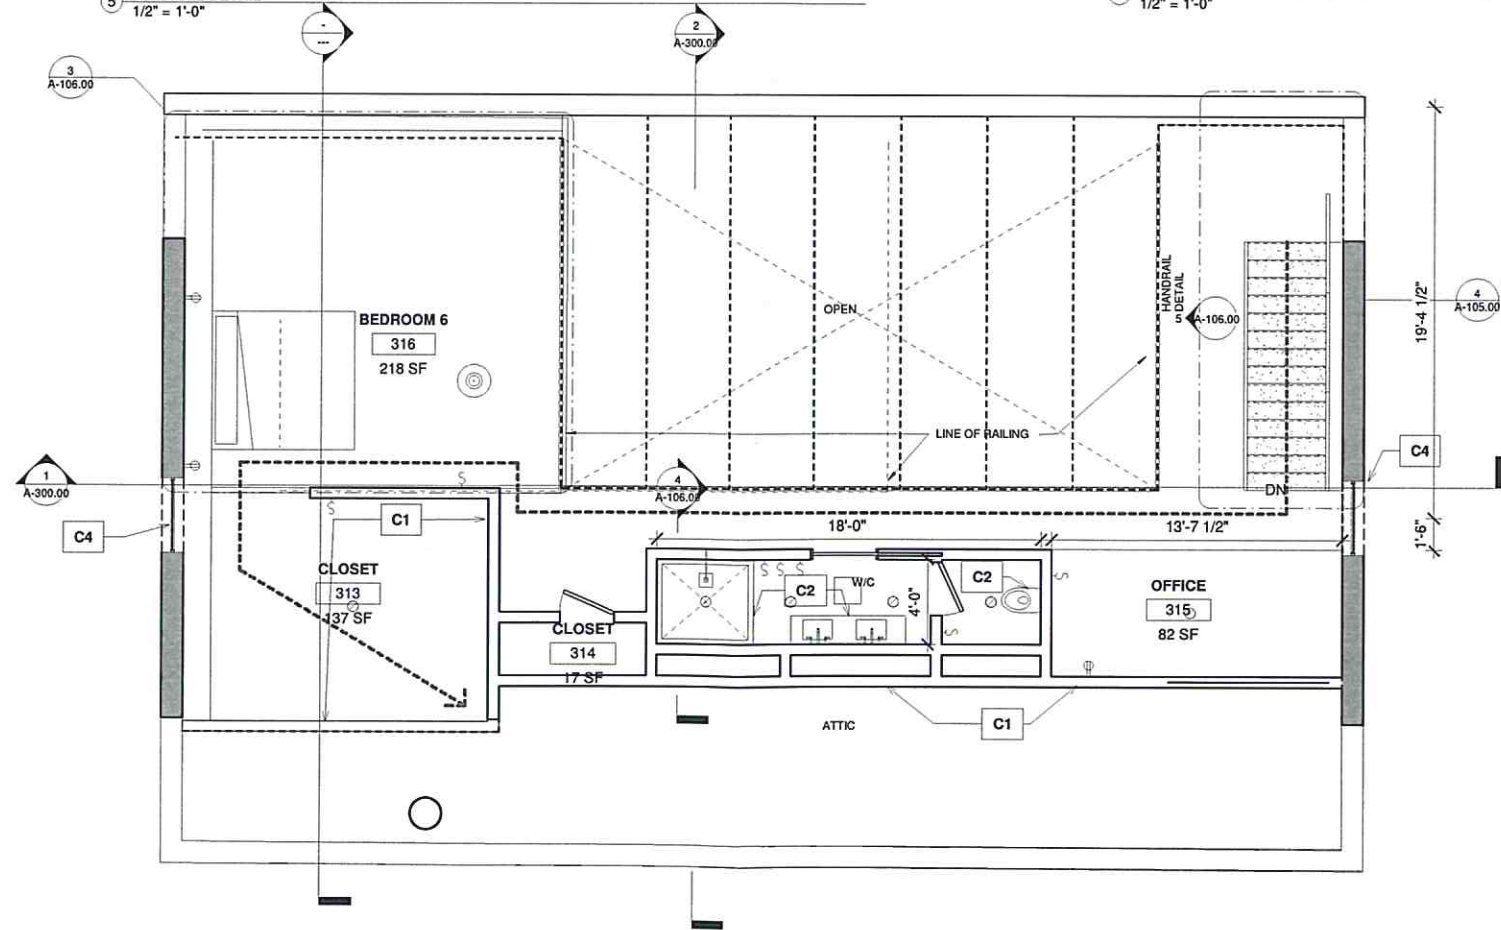 5
1/2" = 1'-0"
1/2" = 1'-0"
-
---
2
A-300.00
3
A-106.00
BEDROOM 6
316
218 SF
OPEN
HANDRAIL
DETAIL
5
A-106.00
19'-4 1/2"
4
A-105.00
LINE OF RAILING
C4
1
A-300.00
4
A-106.00
DN
C1
18'-0"
13'-7 1/2"
1'-6"
C4
CLOSET
313
137 SF
C2
W/C
4'-0"
C2
OFFICE
315
82 SF
CLOSET
314
17 SF
ATTIC
C1